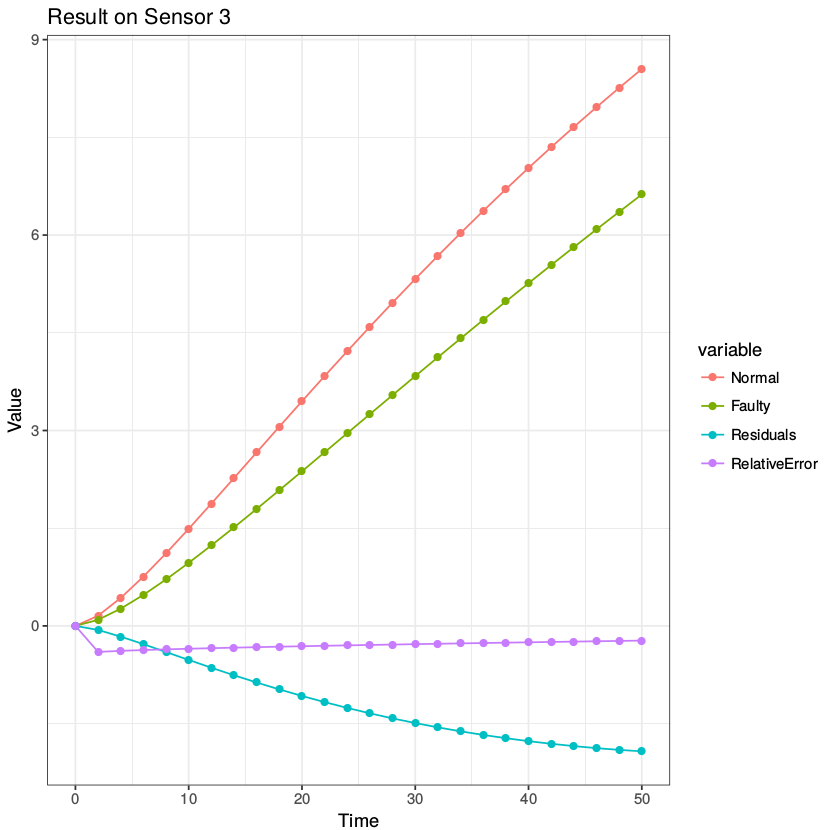 Result on Sensor 3
Value
9
6
3
0
0 10 20 30 40 50
Time
variable
Normal
Faulty
Residuals
RelativeError